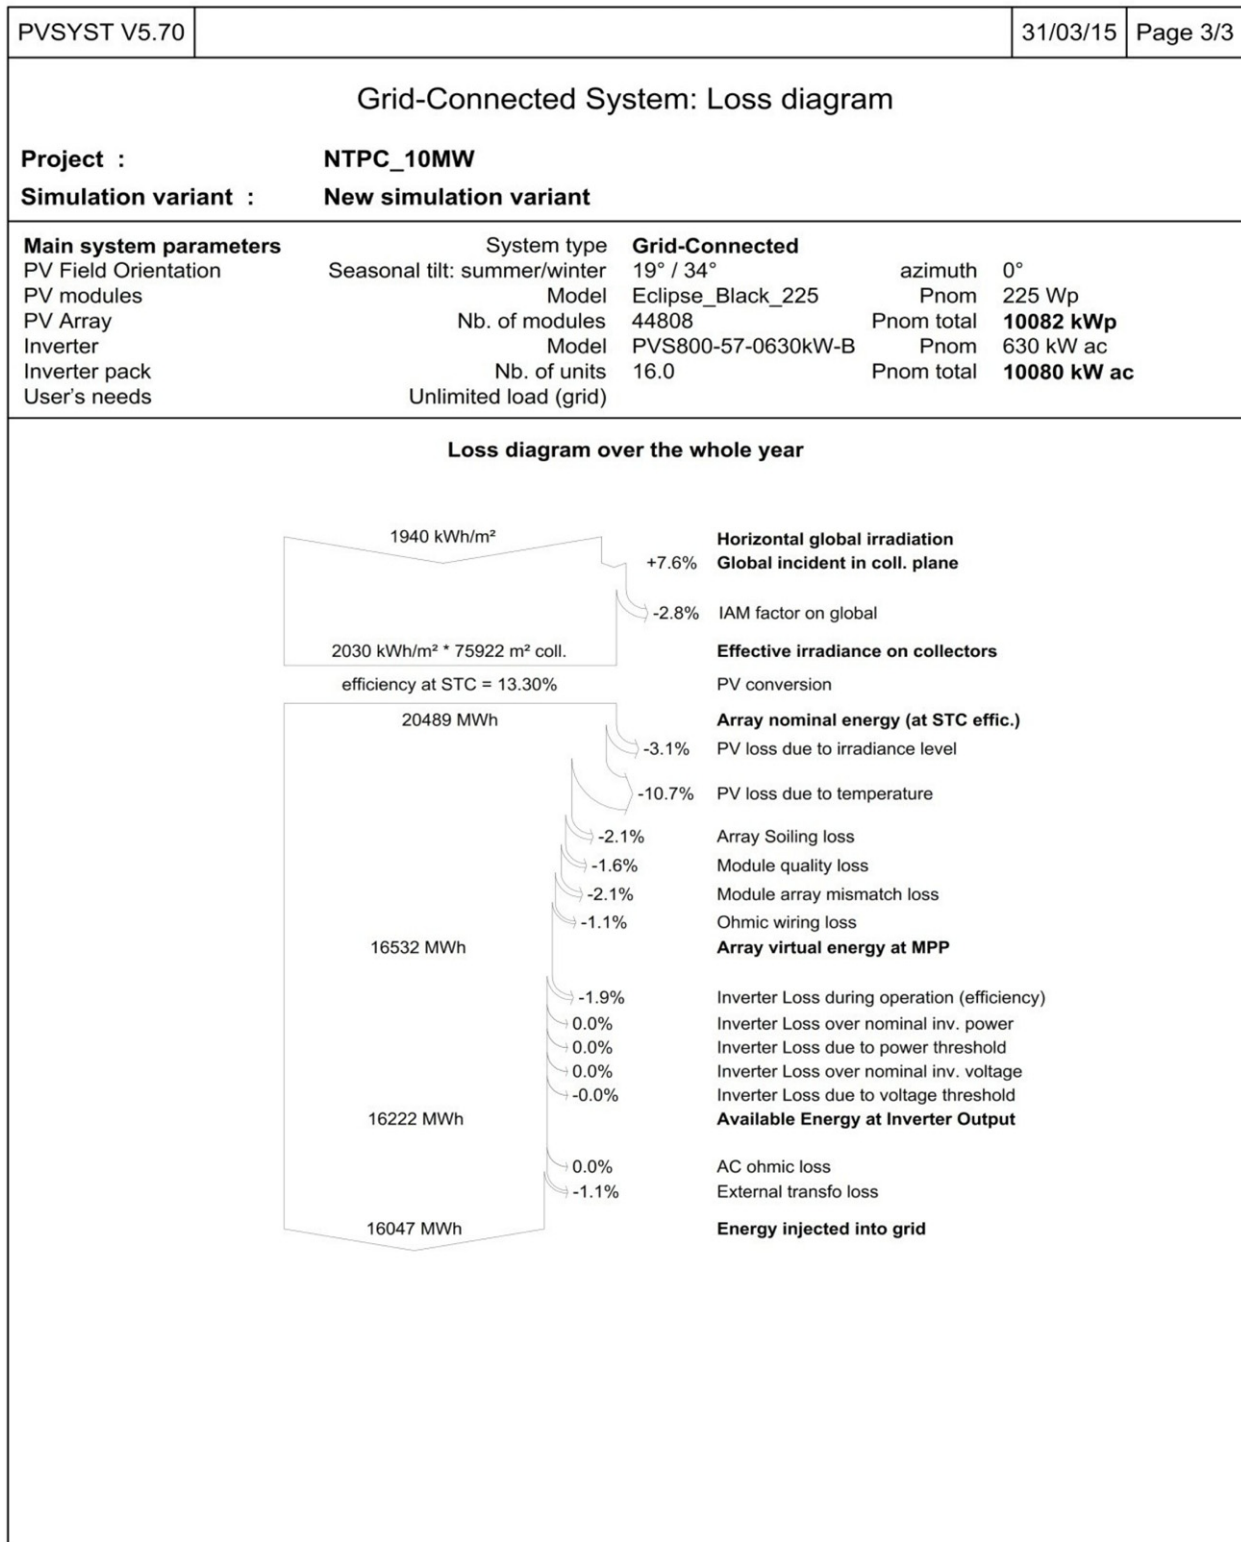 PVSYST V5.70 31/03/15 Page 3/3
Grid-Connected System: Loss diagram
Project : NTPC_10MW
Simulation variant : New simulation variant
Main system parameters System type Grid-Connected
PV Field Orientation Seasonal tilt: summer/winter 19° / 34° azimuth 0°
PV modules Model Eclipse_Black_225 Pnom 225 Wp
PV Array Nb. of modules 44808 Pnom total 10082 kWp
Inverter Model PVS800-57-0630kW-B Pnom 630 kW ac
Inverter pack Nb. of units 16.0 Pnom total 10080 kW ac
User's needs Unlimited load (grid)
Loss diagram over the whole year
1940 kWh/m² Horizontal global irradiation
+7.6% Global incident in coll. plane
-2.8% IAM factor on global
2030 kWh/m² * 75922 m² coll. Effective irradiance on collectors
efficiency at STC = 13.30% PV conversion
20489 MWh Array nominal energy (at STC effic.)
-3.1% PV loss due to irradiance level
-10.7% PV loss due to temperature
-2.1% Array Soiling loss
-1.6% Module quality loss
-2.1% Module array mismatch loss
-1.1% Ohmic wiring loss
16532 MWh Array virtual energy at MPP
-1.9% Inverter Loss during operation (efficiency)
0.0% Inverter Loss over nominal inv. power
0.0% Inverter Loss due to power threshold
0.0% Inverter Loss over nominal inv. voltage
-0.0% Inverter Loss due to voltage threshold
16222 MWh Available Energy at Inverter Output
0.0% AC ohmic loss
-1.1% External transfo loss
16047 MWh Energy injected into grid